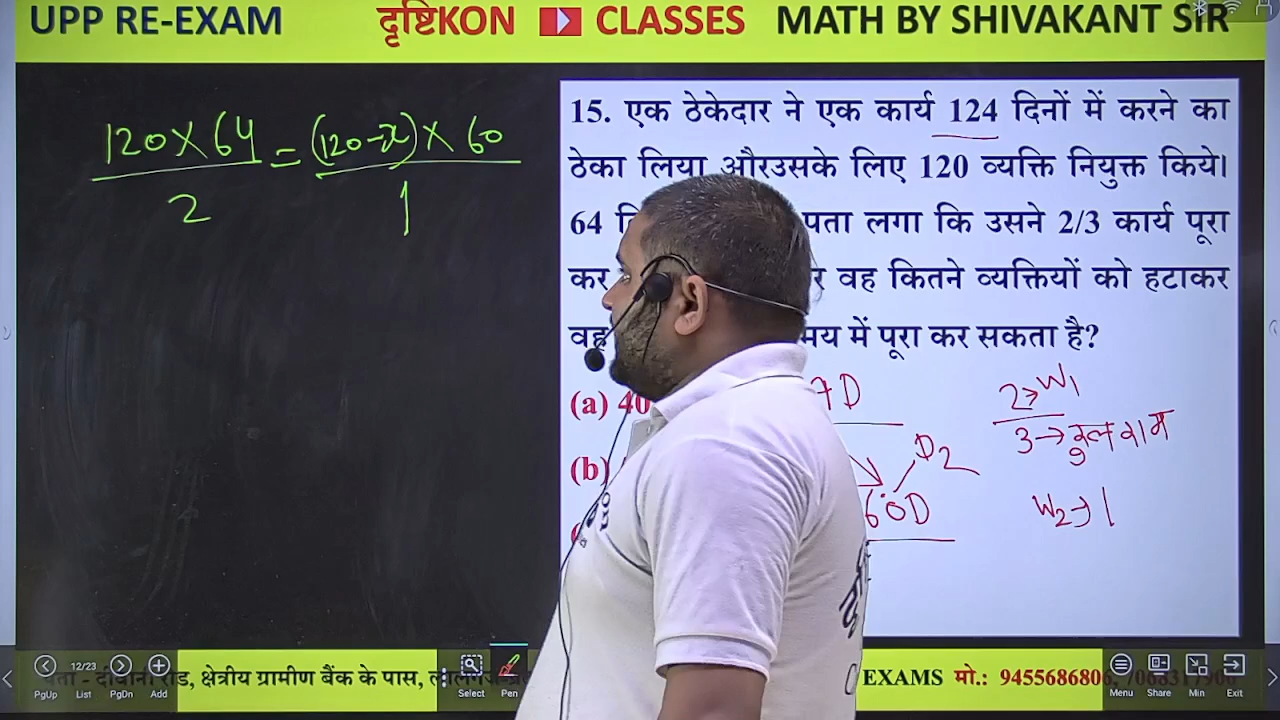 UPP RE-EXAM दृष्टिKON CLASSES MATH BY SHIVAKANT SIR
120×64 = (120-x)×60
2 1
15. एक ठेकेदार ने एक कार्य 124 दिनों में करने का
ठेका लिया औरउसके लिए 120 व्यक्ति नियुक्त किये।
64 पता लगा कि उसने 2/3 कार्य पूरा
कर वह कितने व्यक्तियों को हटाकर
वह में पूरा कर सकता है?
(a) 40
(b)
D
2→W1
3→कुल काम
D2
60D
W2→1
12/23
PgUp List PgDn Add
Select Pen
रोड, क्षेत्रीय ग्रामीण बैंक के पास,
EXAMS मो.: 9455686806,
Menu Share Min Exit